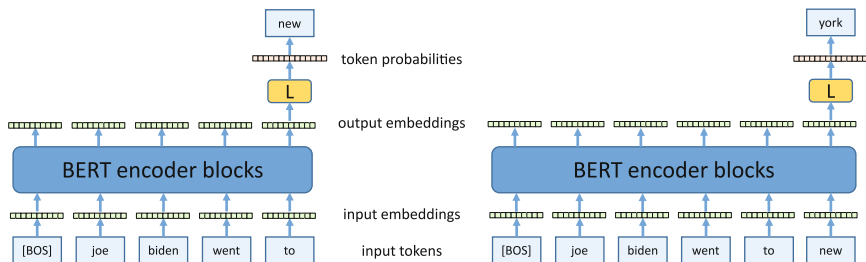 new
york
token probabilities
L
L
output embeddings
BERT encoder blocks
BERT encoder blocks
input embeddings
[BOS] joe biden went to
input tokens
[BOS] joe biden went to new